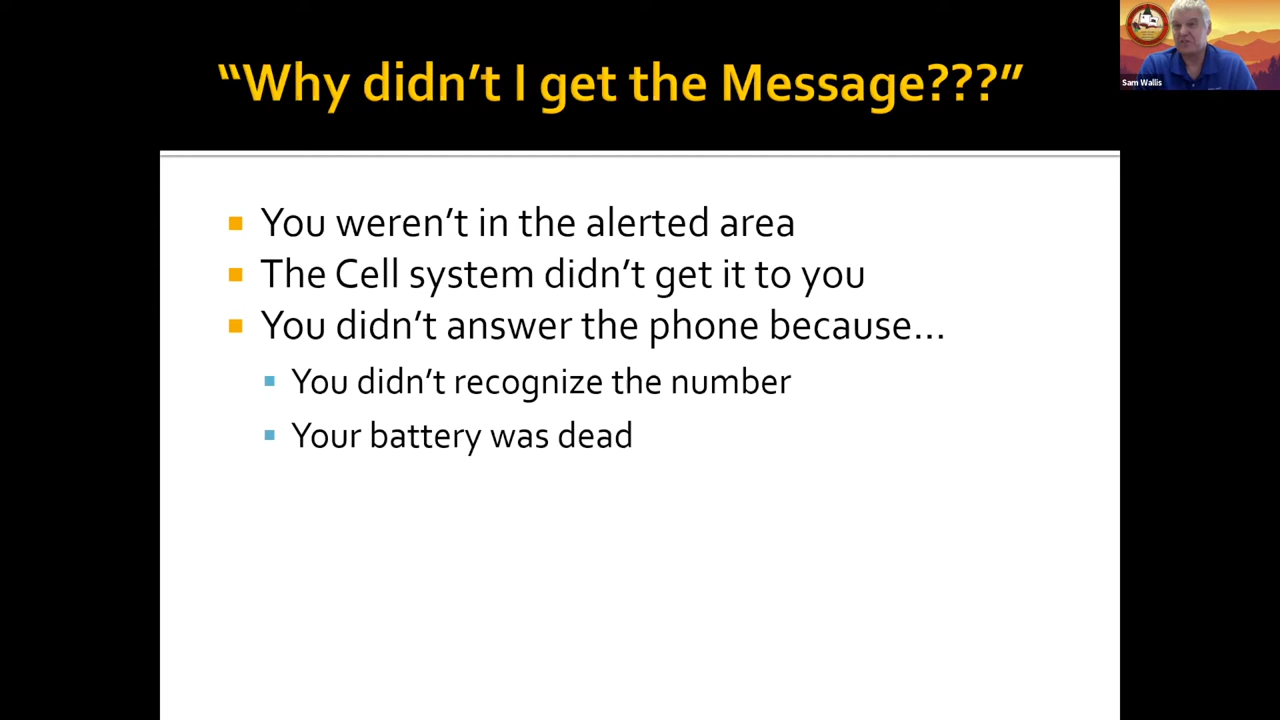 “Why didn’t I get the Message???”
Sam Wallis
You weren’t in the alerted area
The Cell system didn’t get it to you
You didn’t answer the phone because…
You didn’t recognize the number
Your battery was dead